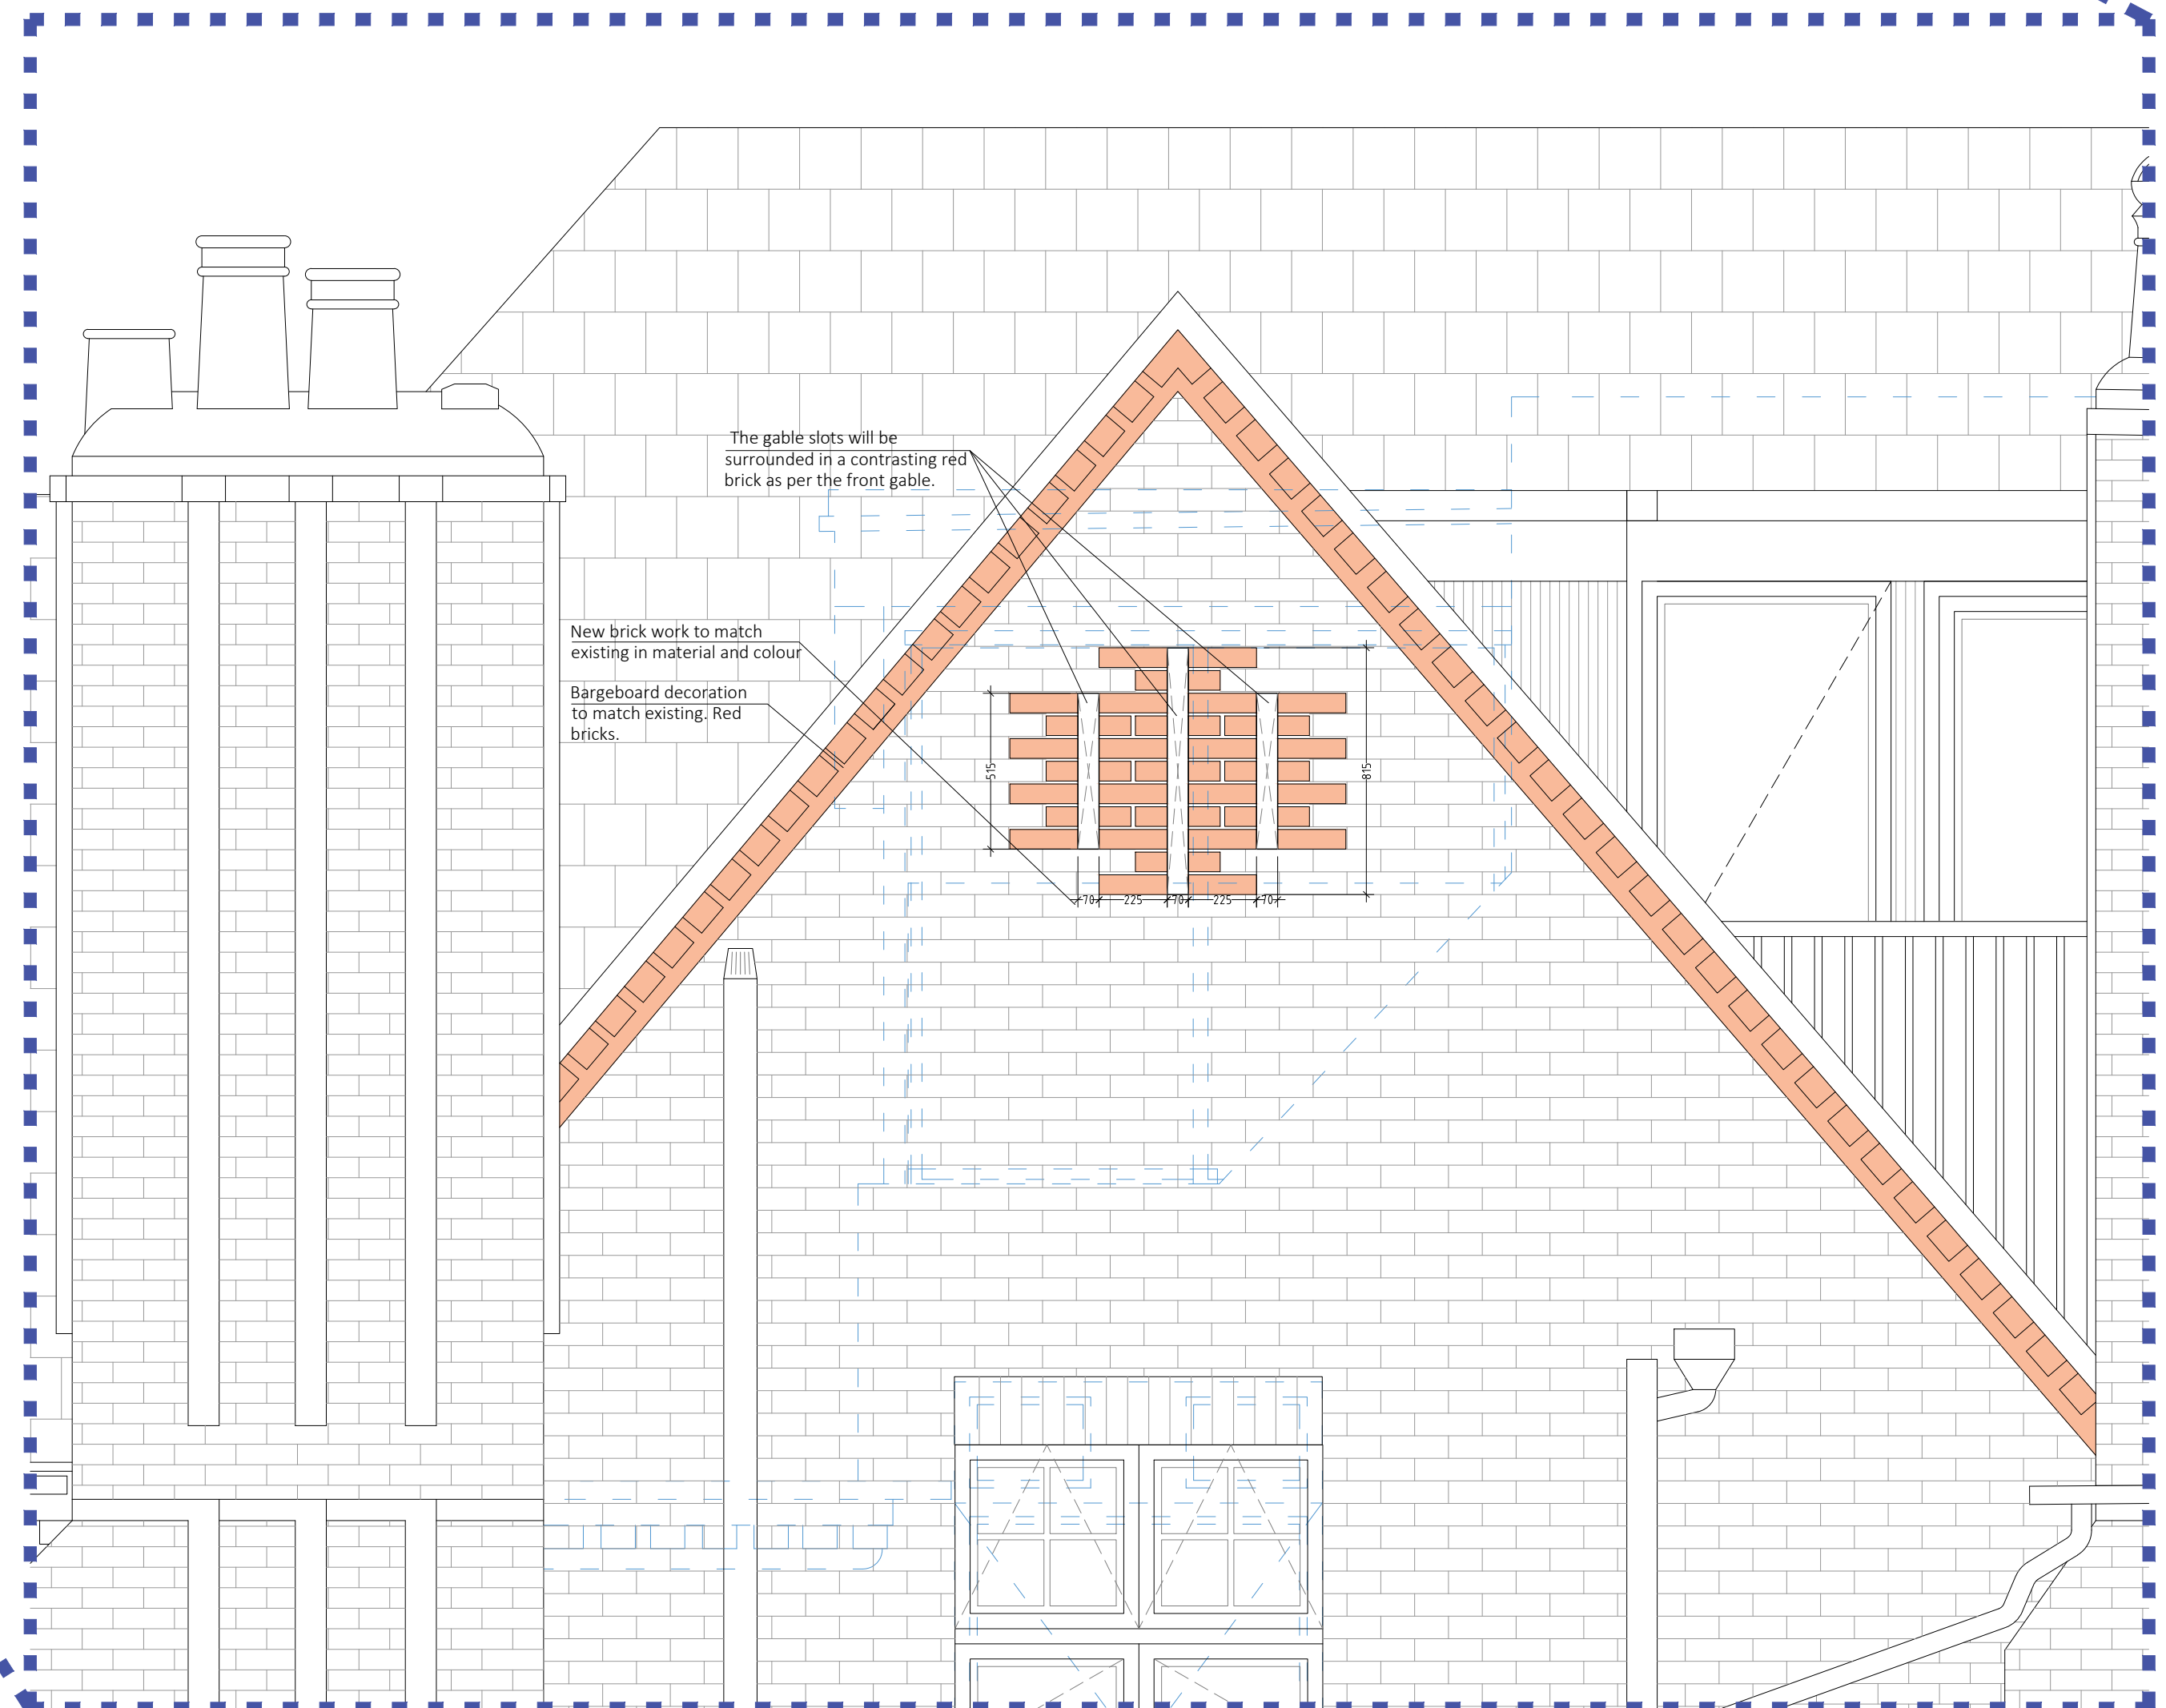 The gable slots will be
surrounded in a contrasting red
brick as per the front gable.
New brick work to match
existing in material and colour
Bargeboard decoration
to match existing. Red
bricks.
515
815
70 225 70 225 70